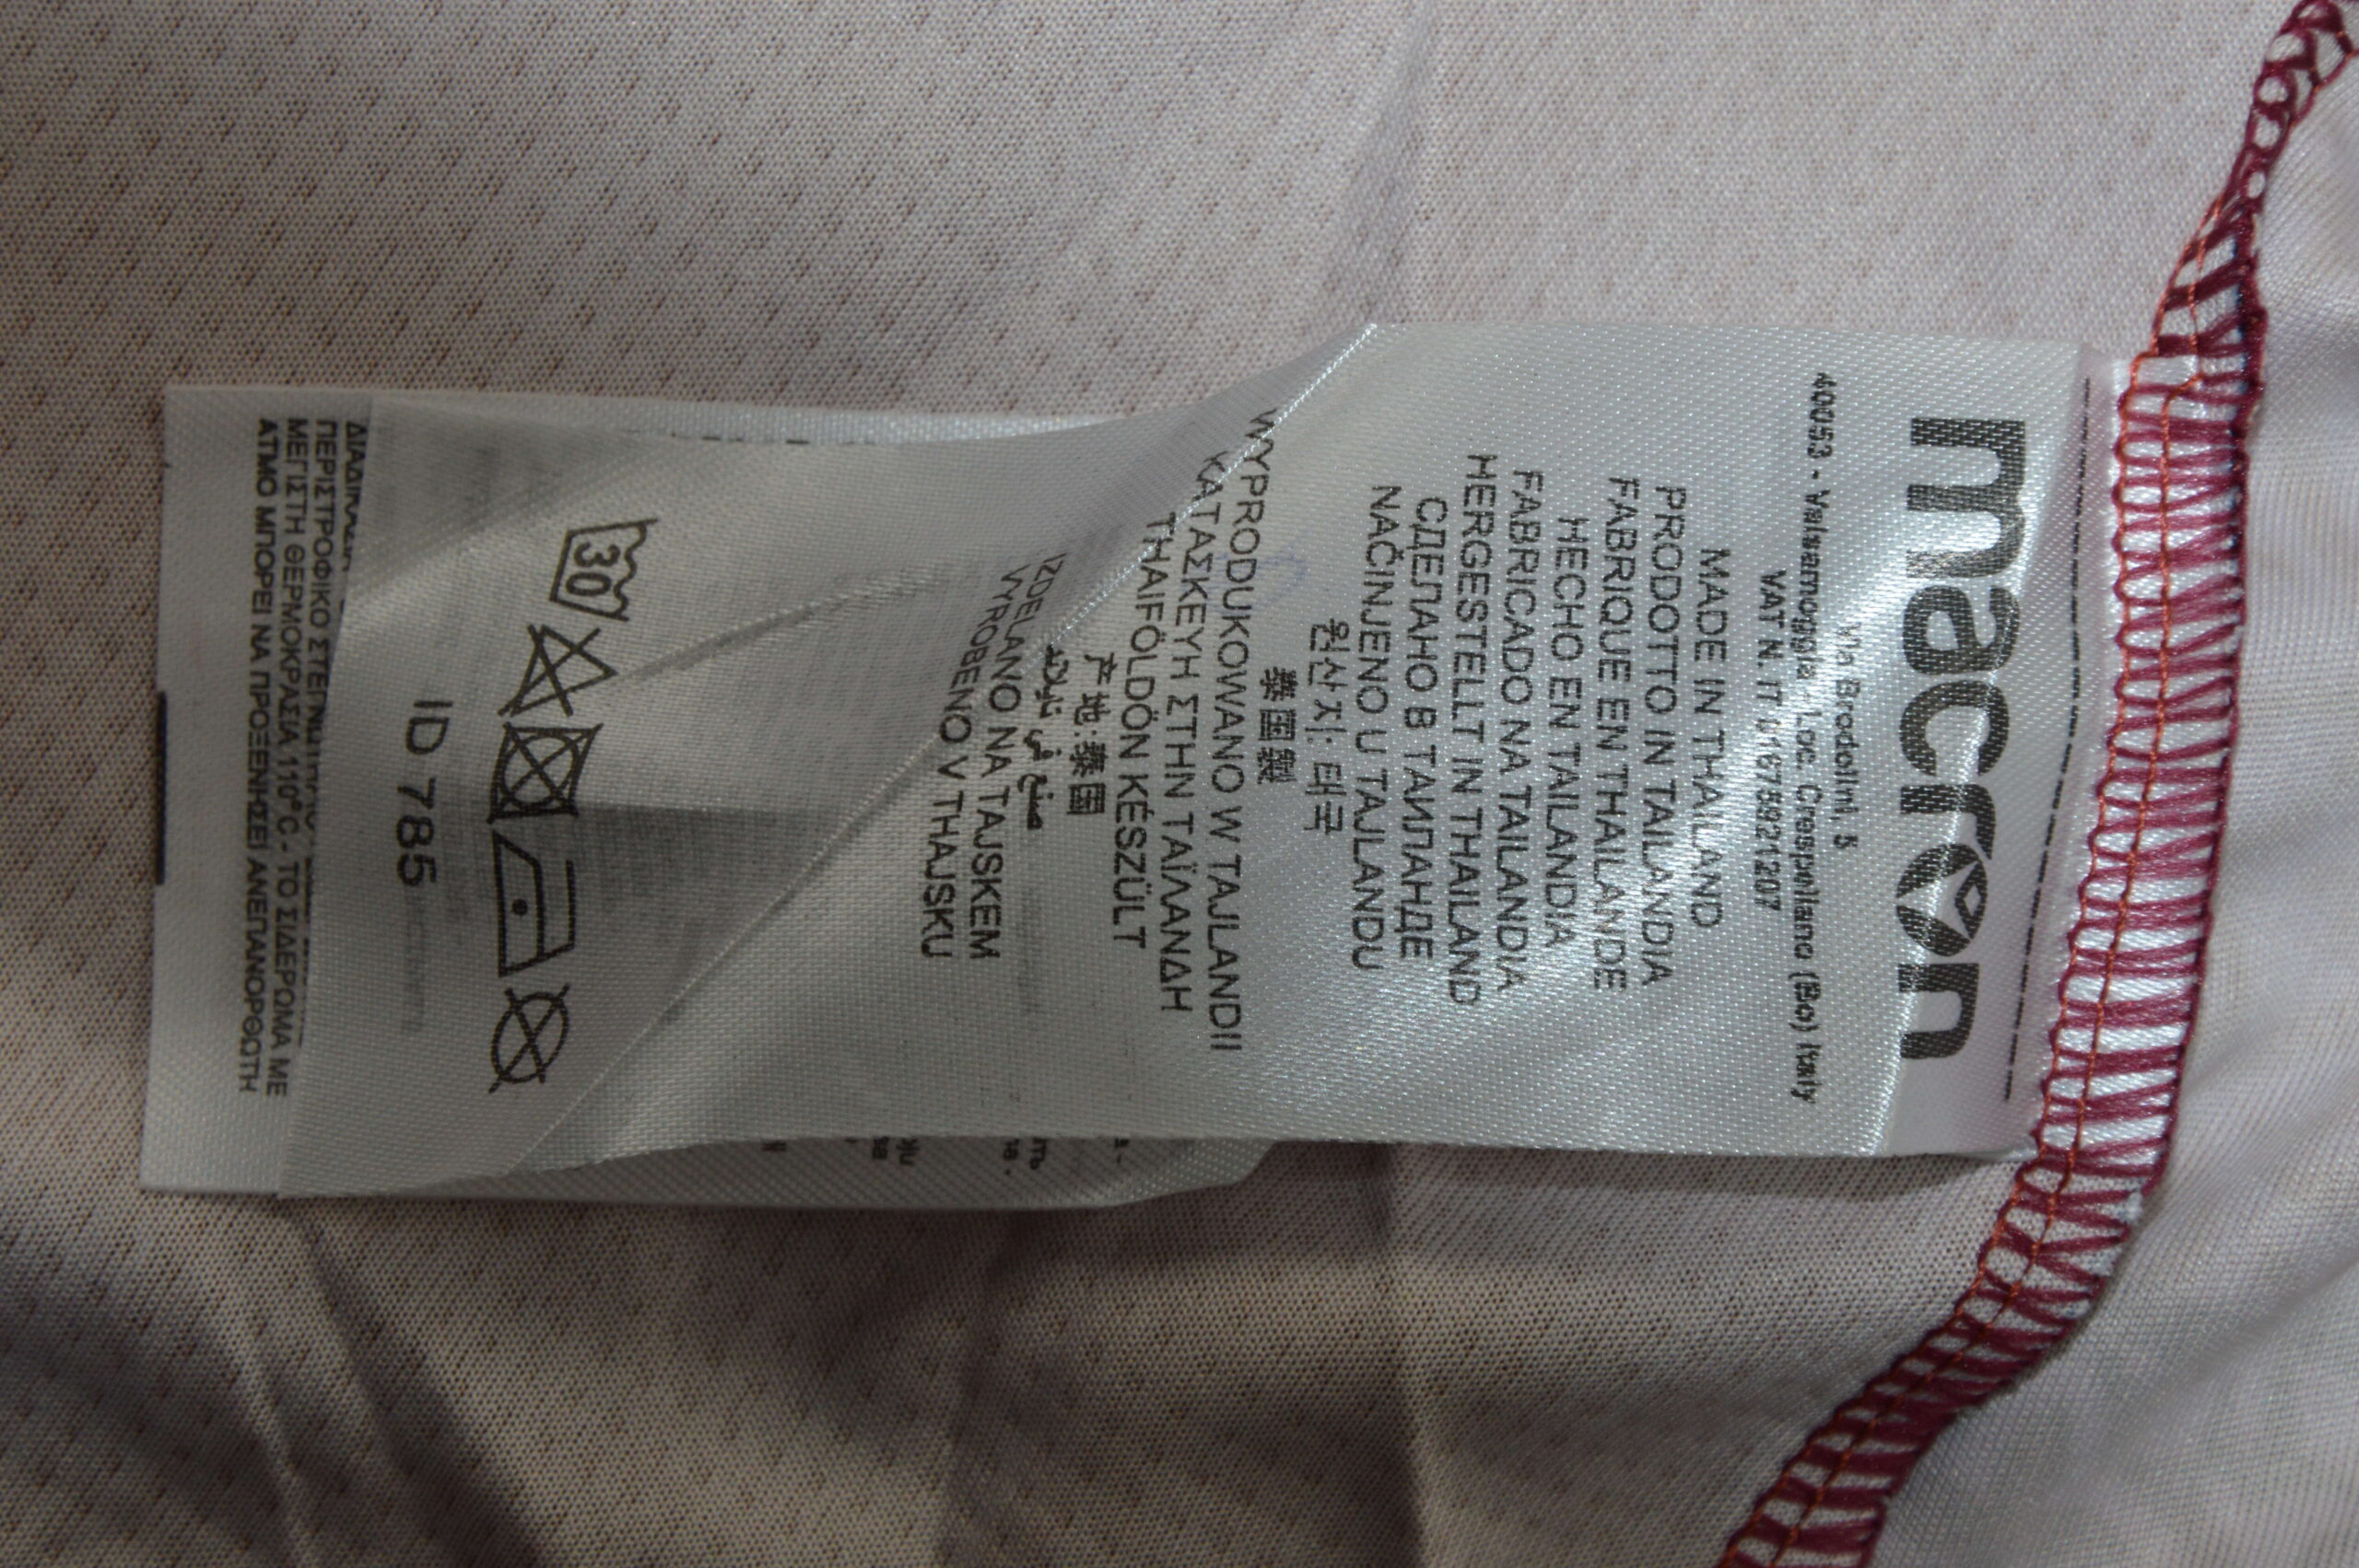 macron
Via Brodolini, 5
40053 - Valsamoggia Loc. Crespellano (Bo) Italy
VAT N. IT 01675921207
MADE IN THAILAND
PRODOTTO IN TAILANDIA
FABRIQUE EN THAILANDE
HECHO EN TAILANDIA
FABRICADO NA TAILANDIA
HERGESTELLT IN THAILAND
СДЕЛАНО В ТАИЛАНДЕ
NAČINJENO U TAJLANDU
원산지: 태국
泰国製
WYPRODUKOWANO W TAJLANDII
ΚΑΤΑΣΚΕΥΗ ΣΤΗΝ ΤΑΪΛΑΝΔΗ
THAIFÖLDÖN KÉSZÜLT
产地:泰国
صنع في تايلاند
IZDELANO NA TAJSKEM
VYROBENO V THAJSKU
30
ID 785
ΠΕΡΙΣΤΡΟΦΙΚΟ
ΜΕΓΙΣΤΗ ΘΕΡΜΟΚΡΑΣΙΑ 110°C. ΤΟ ΣΙΔΕΡΩΜΑ ΜΕ
ΑΤΜΟ ΜΠΟΡΕΙ ΝΑ ΠΡΟΞΕΝΗΣΕΙ ΑΝΕΠΑΝΟΡΘΩΤΗ